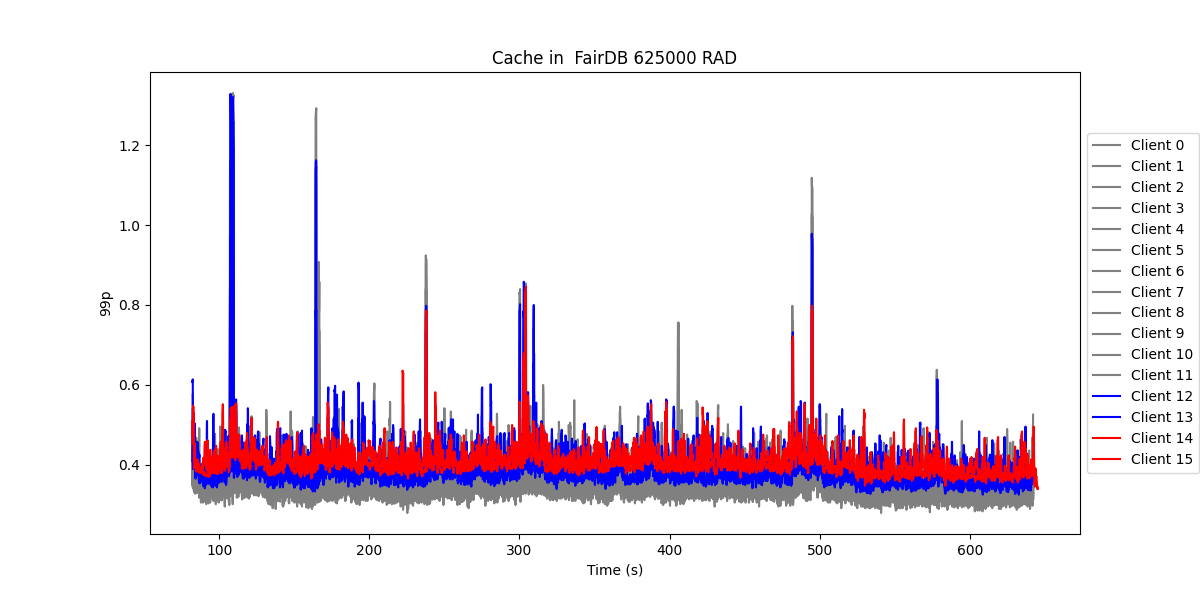 Cache in  FairDB 625000 RAD
1.2
1.0
0.8
0.6
0.4
99p
100
200
300
400
500
600
Time (s)
Client 0
Client 1
Client 2
Client 3
Client 4
Client 5
Client 6
Client 7
Client 8
Client 9
Client 10
Client 11
Client 12
Client 13
Client 14
Client 15